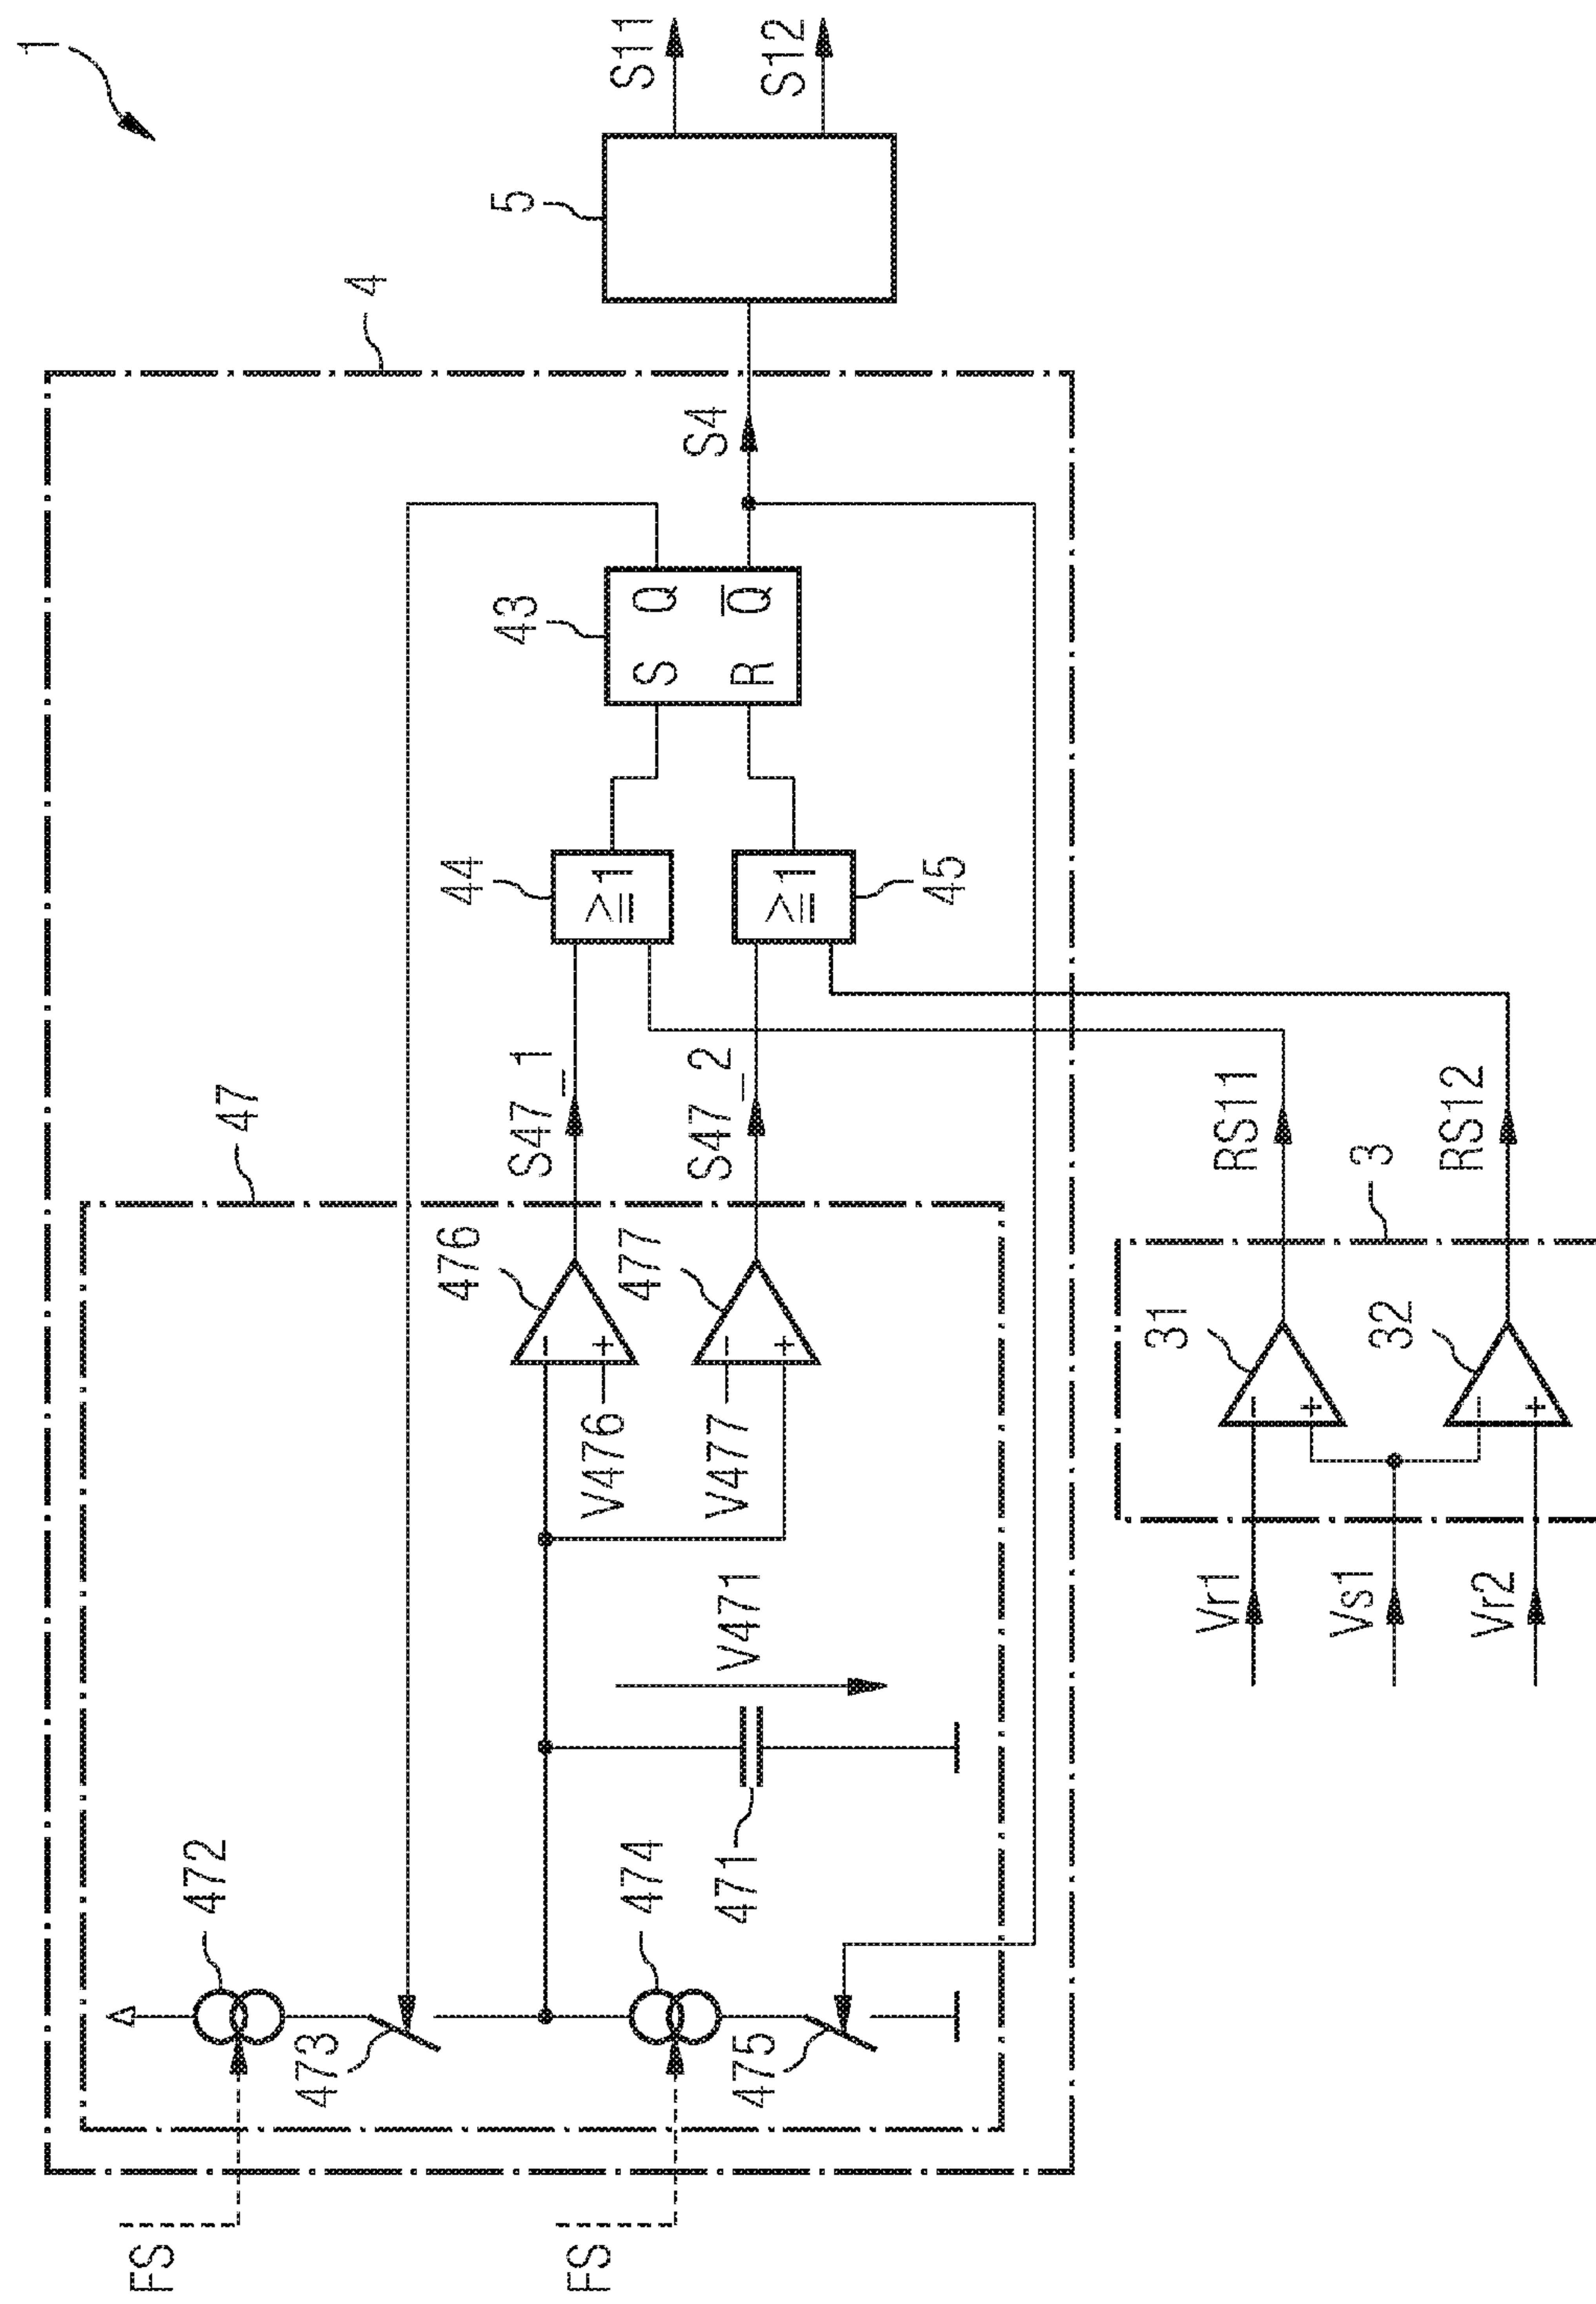 1
FS
472
473
FS
474
475
471
V471
V476
V477
476
477
-
+
-
+
47
S47_1
S47_2
44
≧1
≧1
45
43
S Q
R Q̅
S4
4
5
S11
S12
Vr1
Vs1
Vr2
31
32
-
+
-
+
3
RS11
RS12